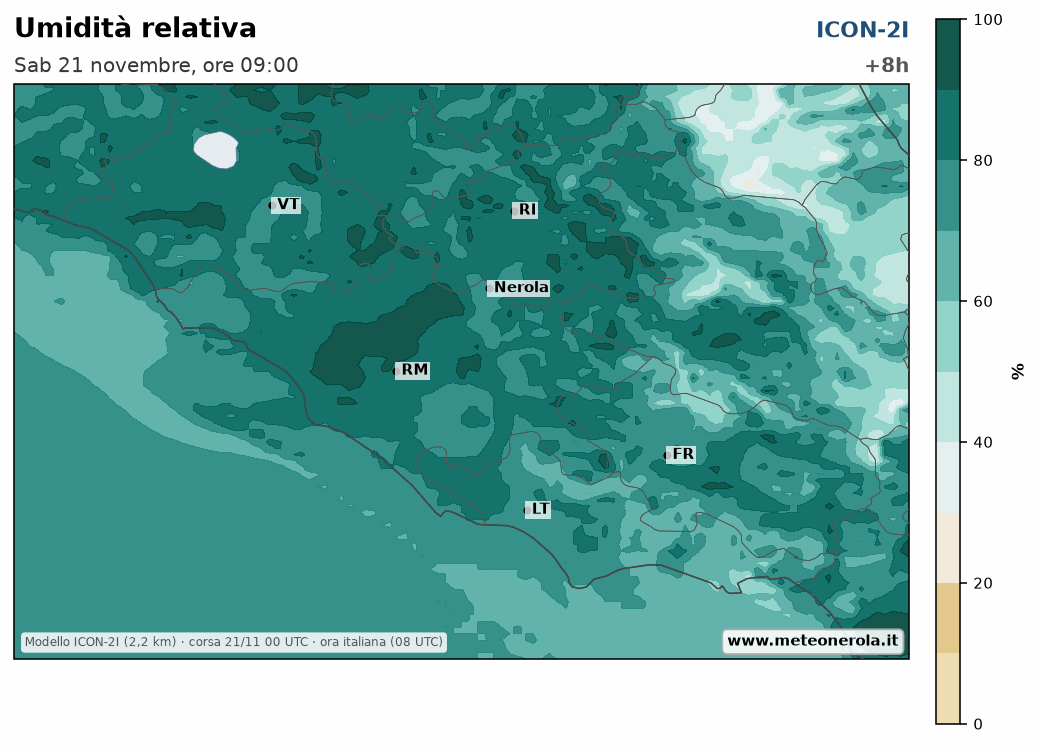 Umidità relativa
ICON-2I
Sab 21 novembre, ore 09:00
+8h
100
80
60
40
20
0
%
VT
RI
Nerola
RM
FR
LT
Modello ICON-2I (2,2 km) · corsa 21/11 00 UTC · ora italiana (08 UTC)
www.meteonerola.it